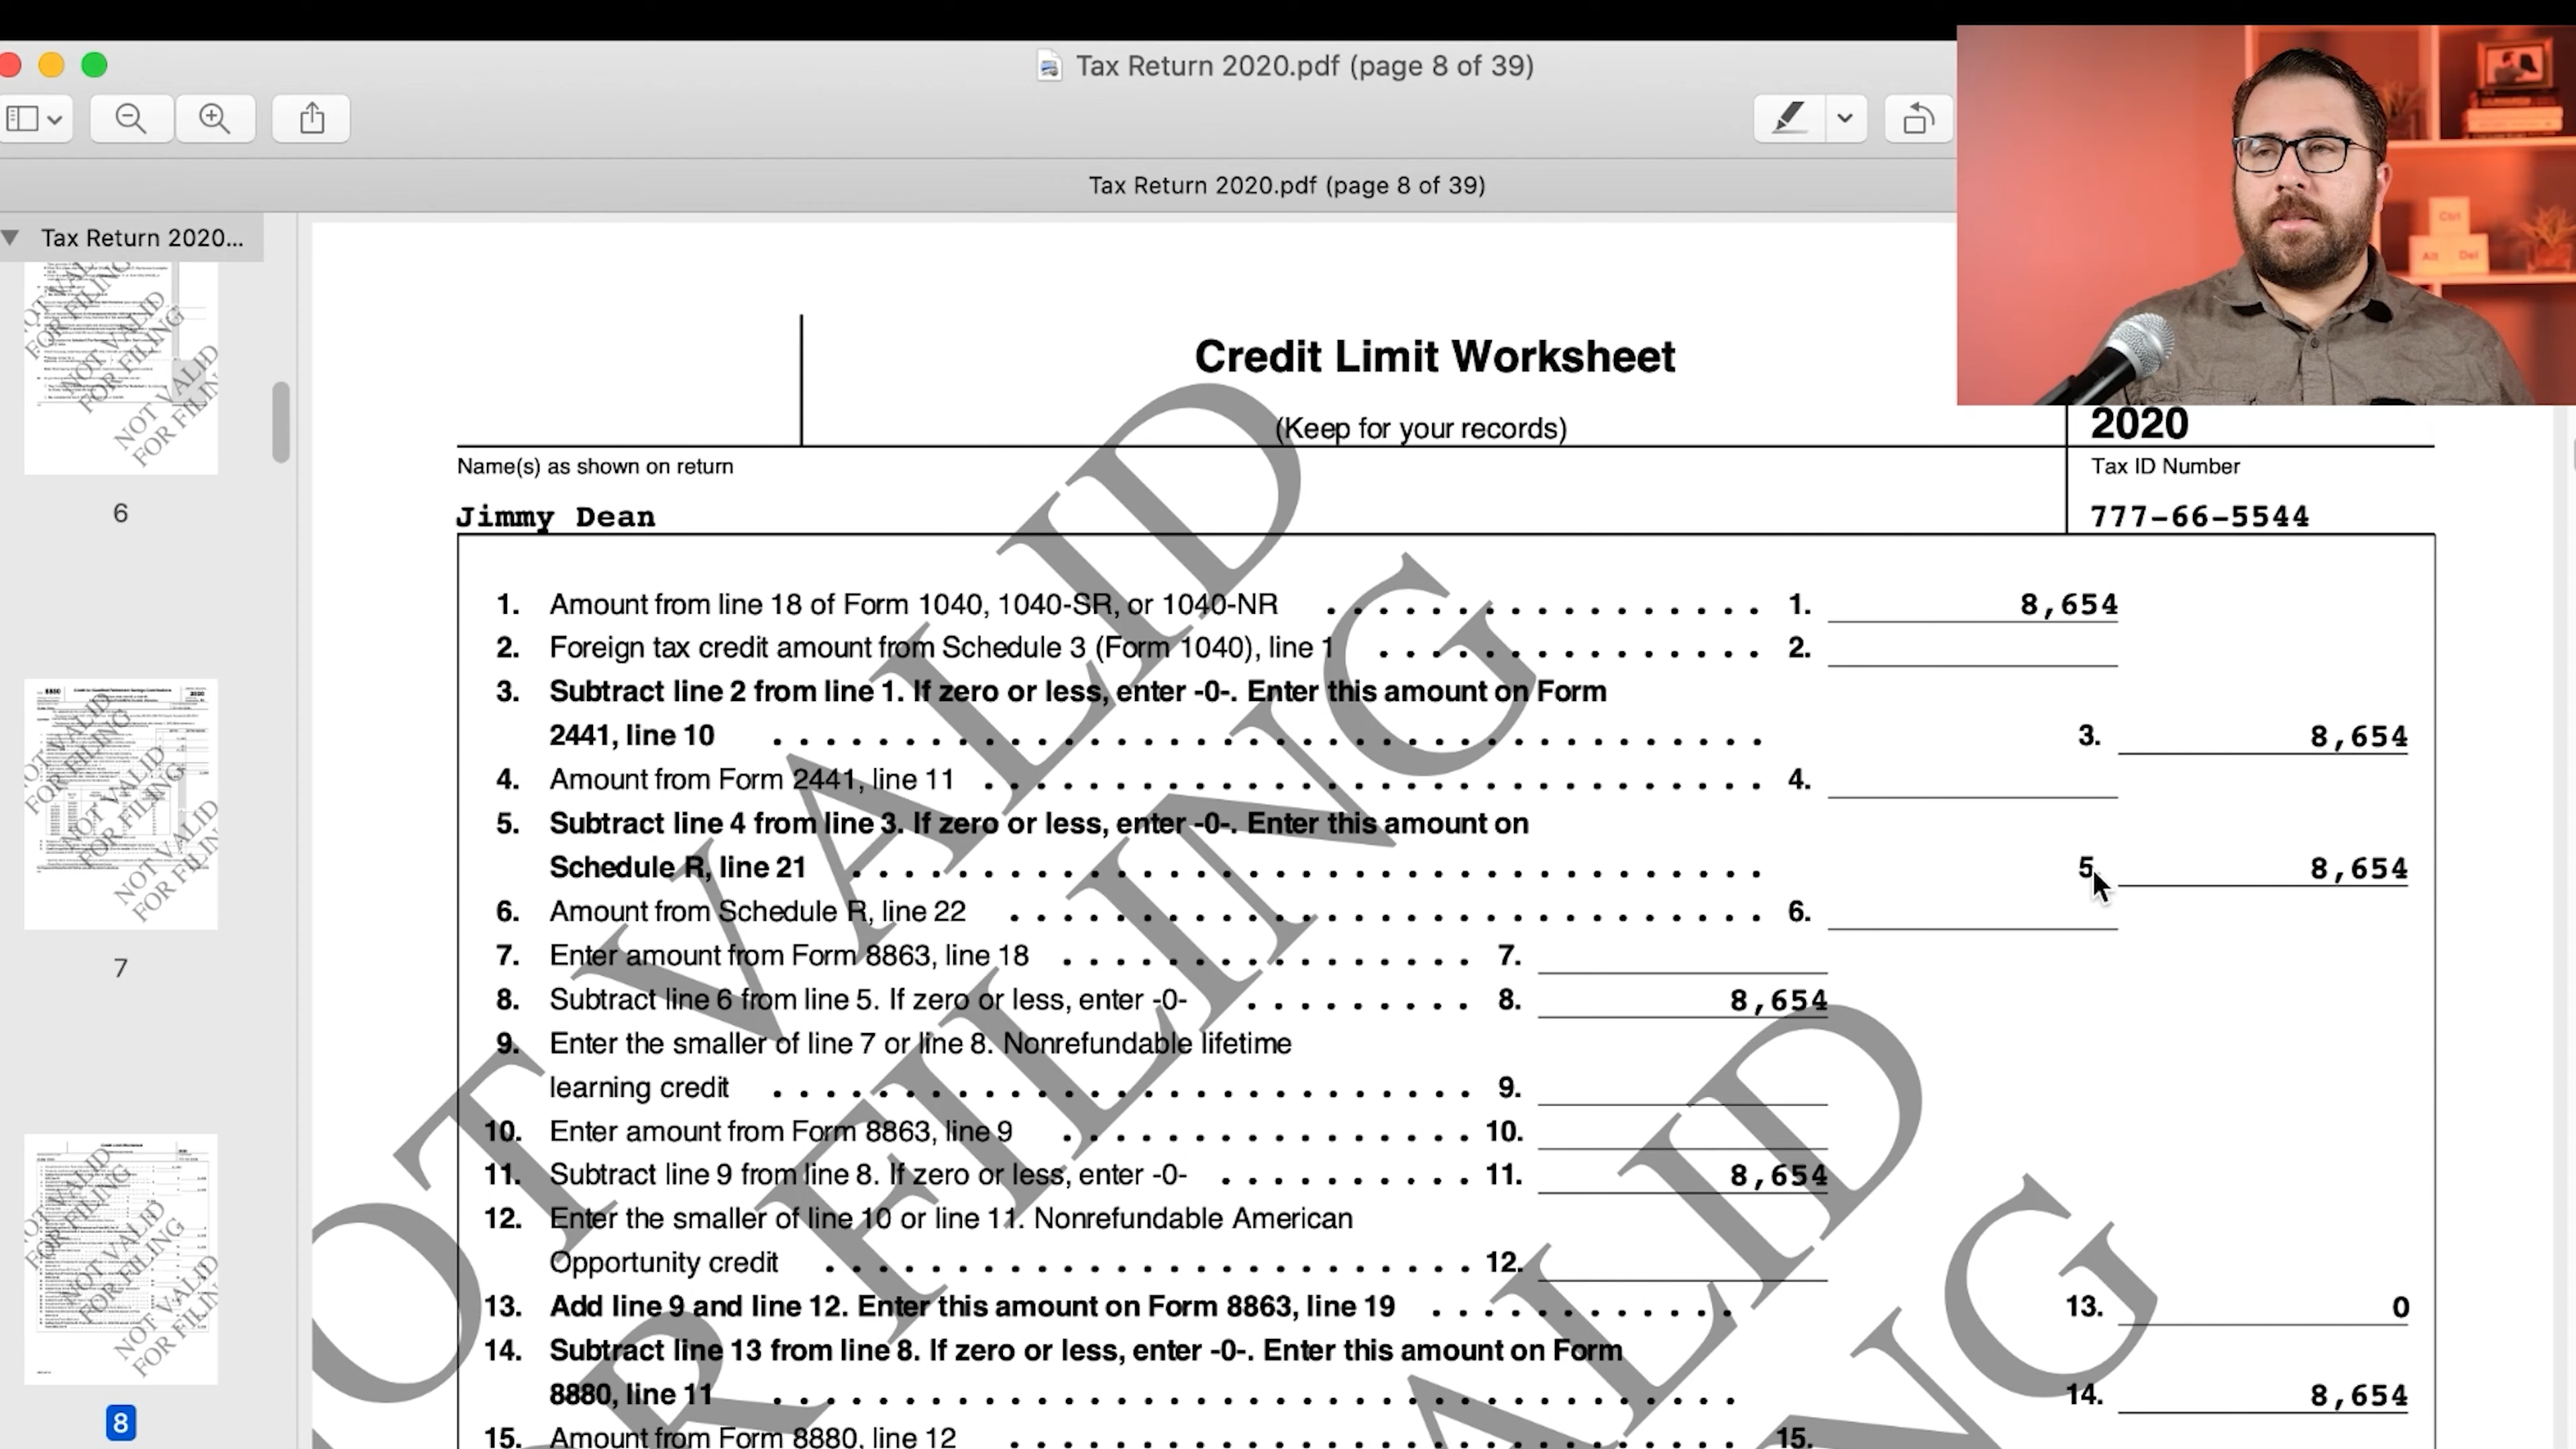 Tax Return 2020.pdf (page 8 of 39)
Tax Return 2020.pdf (page 8 of 39)
Tax Return 2020...
6
7
8
Ctrl
Alt Del
Credit Limit Worksheet
(Keep for your records)
2020
Name(s) as shown on return
Tax ID Number
Jimmy Dean
777-66-5544
1. Amount from line 18 of Form 1040, 1040-SR, or 1040-NR . . . . . . . . . . . . . . . . . 1. 8,654
2. Foreign tax credit amount from Schedule 3 (Form 1040), line 1 . . . . . . . . . . . . . . . 2.
3. Subtract line 2 from line 1. If zero or less, enter -0-. Enter this amount on Form
2441, line 10 . . . . . . . . . . . . . . . . . . . . . . . . . . . . . . . . . . . . . . 3. 8,654
4. Amount from Form 2441, line 11 . . . . . . . . . . . . . . . . . . . . . . . . . . . . . . 4.
5. Subtract line 4 from line 3. If zero or less, enter -0-. Enter this amount on
Schedule R, line 21 . . . . . . . . . . . . . . . . . . . . . . . . . . . . . . . . . . . 5. 8,654
6. Amount from Schedule R, line 22 . . . . . . . . . . . . . . . . . . . . . . . . . . . . . 6.
7. Enter amount from Form 8863, line 18 . . . . . . . . . . . . . . . . 7.
8. Subtract line 6 from line 5. If zero or less, enter -0- . . . . . . . . . 8. 8,654
9. Enter the smaller of line 7 or line 8. Nonrefundable lifetime
learning credit . . . . . . . . . . . . . . . . . . . . . . . . . . . 9.
10. Enter amount from Form 8863, line 9 . . . . . . . . . . . . . . . . 10.
11. Subtract line 9 from line 8. If zero or less, enter -0- . . . . . . . . . . 11. 8,654
12. Enter the smaller of line 10 or line 11. Nonrefundable American
Opportunity credit . . . . . . . . . . . . . . . . . . . . . . . . . 12.
13. Add line 9 and line 12. Enter this amount on Form 8863, line 19 . . . . . . . . . . . . 13. 0
14. Subtract line 13 from line 8. If zero or less, enter -0-. Enter this amount on Form
8880, line 11 . . . . . . . . . . . . . . . . . . . . . . . . . . . . . . . . . . . . . 14. 8,654
15. Amount from Form 8880, line 12 . . . . . . . . . . . . . . . . . . . . . . . . . . . . . 15.
NOT VALID
FOR FILING